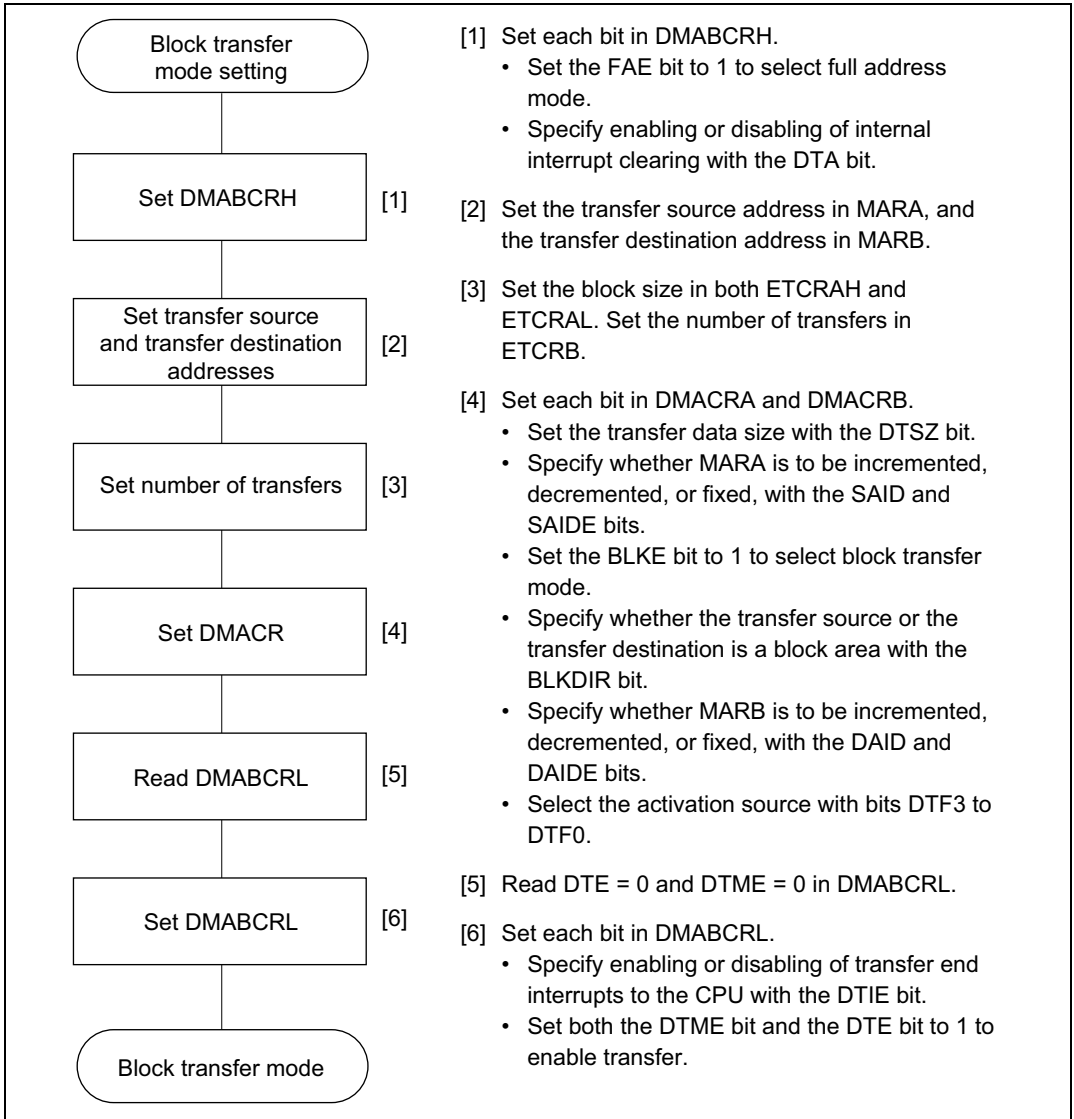 Block transfer
mode setting
Set DMABCRH
[1]
Set transfer source
and transfer destination
addresses
[2]
Set number of transfers
[3]
Set DMACR
[4]
Read DMABCRL
[5]
Set DMABCRL
[6]
Block transfer mode
[1] Set each bit in DMABCRH.
• Set the FAE bit to 1 to select full address
mode.
• Specify enabling or disabling of internal
interrupt clearing with the DTA bit.
[2] Set the transfer source address in MARA, and
the transfer destination address in MARB.
[3] Set the block size in both ETCRAH and
ETCRAL. Set the number of transfers in
ETCRB.
[4] Set each bit in DMACRA and DMACRB.
• Set the transfer data size with the DTSZ bit.
• Specify whether MARA is to be incremented,
decremented, or fixed, with the SAID and
SAIDE bits.
• Set the BLKE bit to 1 to select block transfer
mode.
• Specify whether the transfer source or the
transfer destination is a block area with the
BLKDIR bit.
• Specify whether MARB is to be incremented,
decremented, or fixed, with the DAID and
DAIDE bits.
• Select the activation source with bits DTF3 to
DTF0.
[5] Read DTE = 0 and DTME = 0 in DMABCRL.
[6] Set each bit in DMABCRL.
• Specify enabling or disabling of transfer end
interrupts to the CPU with the DTIE bit.
• Set both the DTME bit and the DTE bit to 1 to
enable transfer.